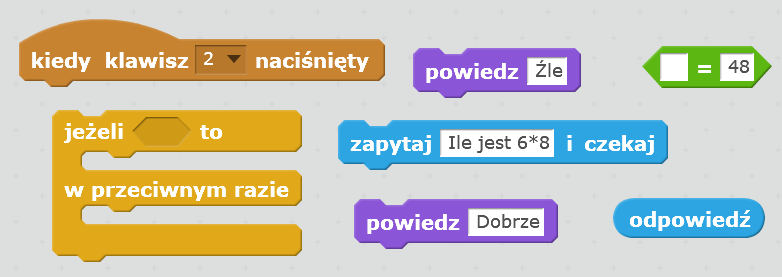 kiedy klawisz 2 naciśnięty
powiedz Źle
= 48
jeżeli to
w przeciwnym razie
zapytaj Ile jest 6*8 i czekaj
powiedz Dobrze
odpowiedź